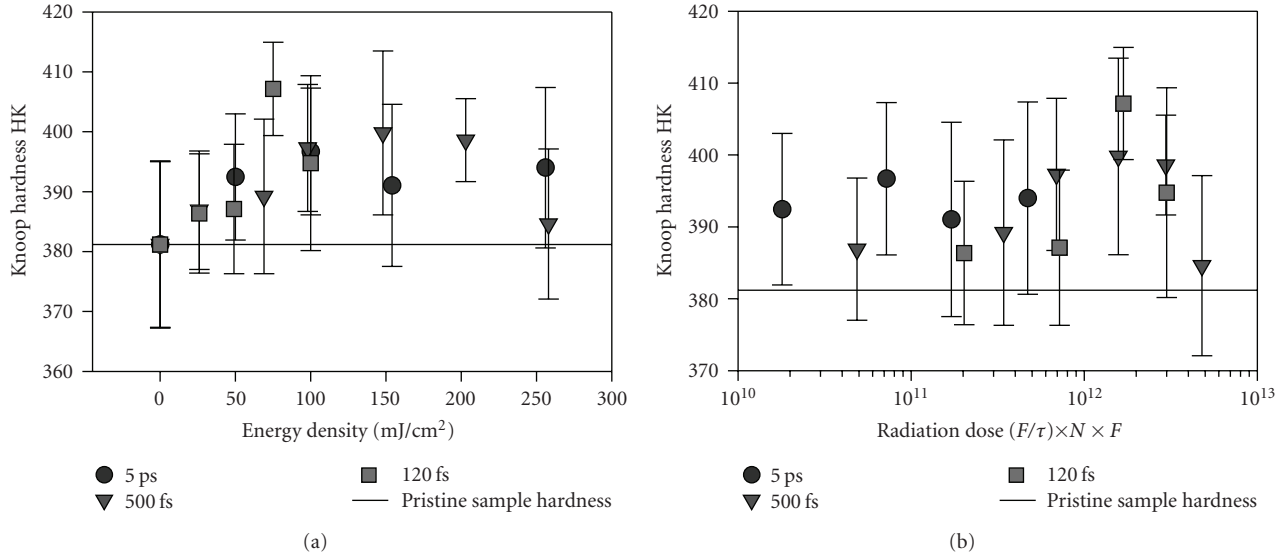 420
410
400
390
380
370
360
Knoop hardness HK
0 50 100 150 200 250 300
Energy density (mJ/cm²)
5 ps
500 fs
120 fs
Pristine sample hardness
(a)
420
410
400
390
380
370
Knoop hardness HK
10¹⁰ 10¹¹ 10¹² 10¹³
Radiation dose (F/τ)×N × F
5 ps
500 fs
120 fs
Pristine sample hardness
(b)